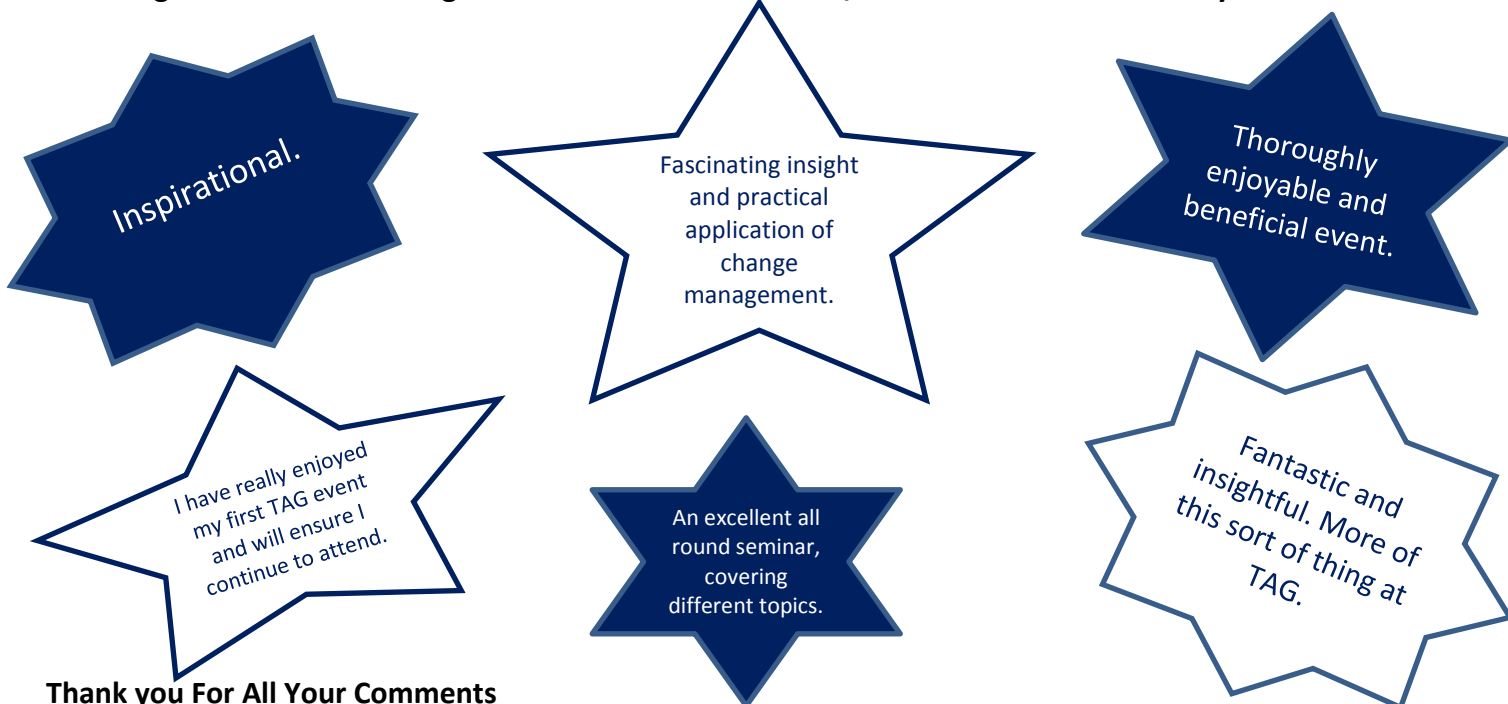 Inspirational.
Fascinating insight
and practical
application of
change
management.
Thoroughly
enjoyable and
beneficial event.
I have really enjoyed
my first TAG event
and will ensure I
continue to attend.
An excellent all
round seminar,
covering
different topics.
Fantastic and
insightful. More of
this sort of thing at
TAG.
Thank you For All Your Comments